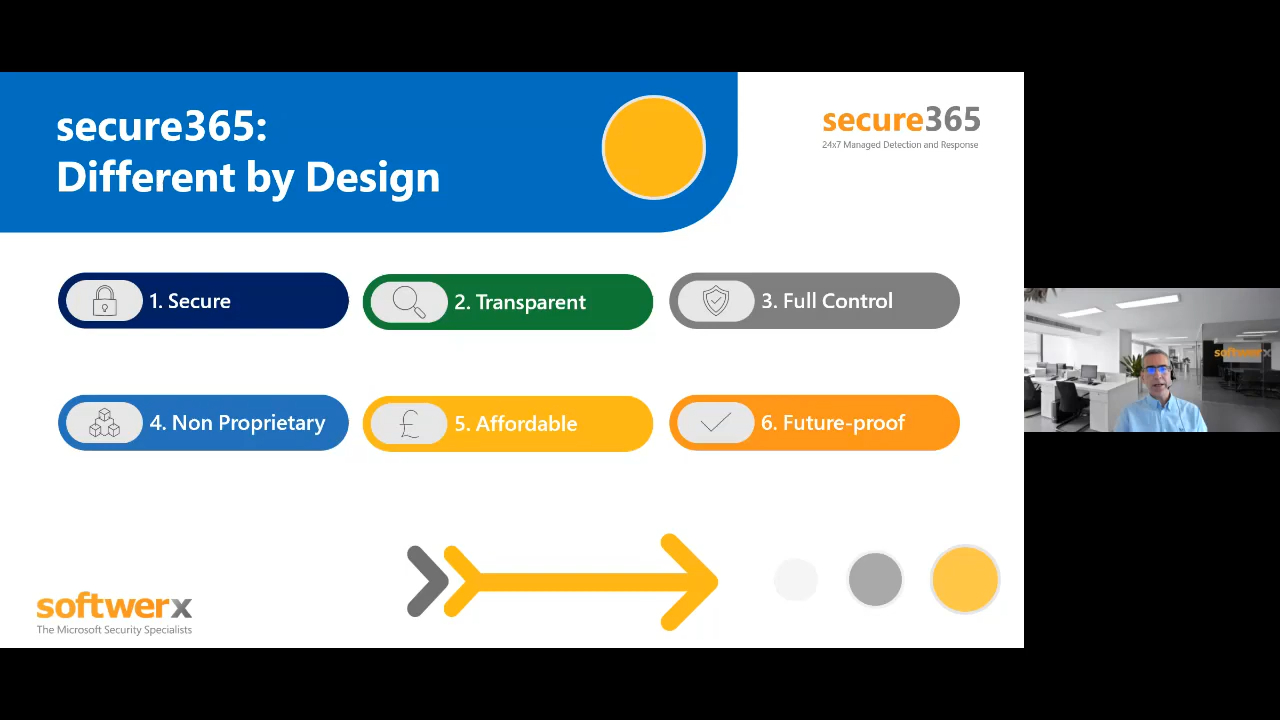 secure365:
Different by Design
secure365
24x7 Managed Detection and Response
1. Secure
2. Transparent
3. Full Control
4. Non Proprietary
£
5. Affordable
6. Future-proof
softwerx
The Microsoft Security Specialists
softwerx